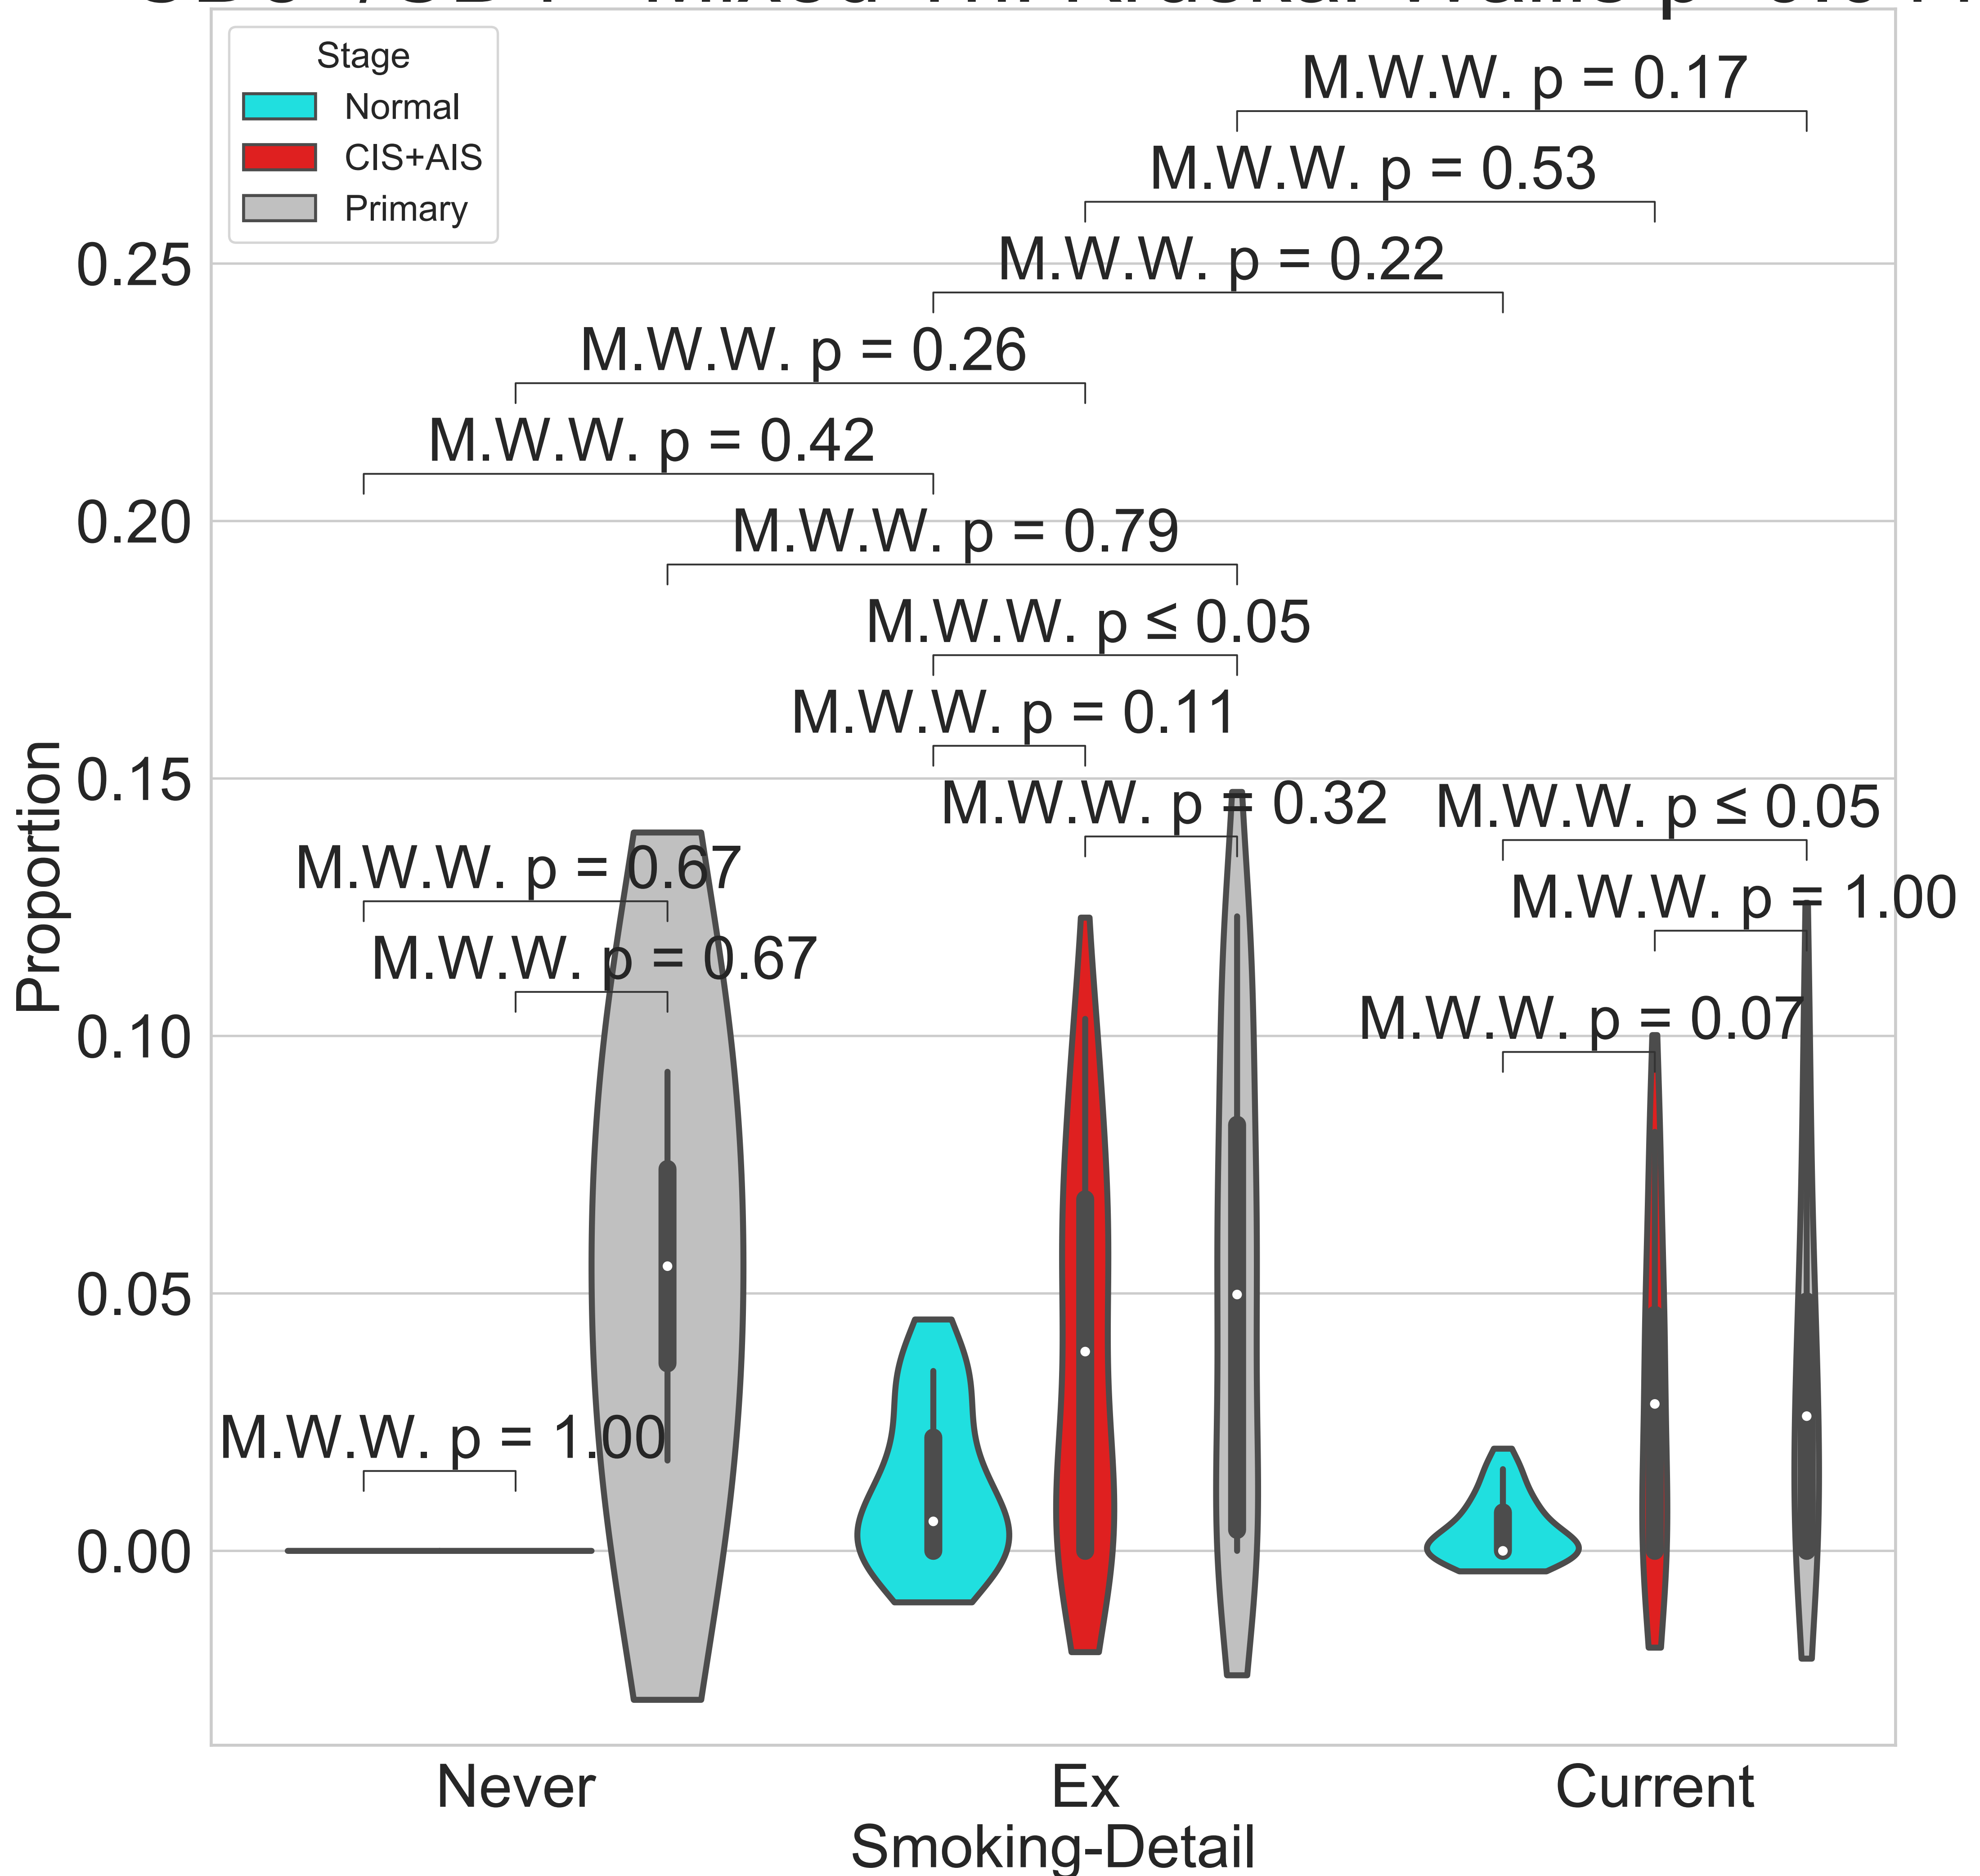 Stage
Normal
CIS+AIS
Primary
M.W.W. p = 0.17
M.W.W. p = 0.53
M.W.W. p = 0.22
M.W.W. p = 0.26
M.W.W. p = 0.42
M.W.W. p = 0.79
M.W.W. p ≤ 0.05
M.W.W. p = 0.11
M.W.W. p = 0.32
M.W.W. p ≤ 0.05
M.W.W. p = 0.67
M.W.W. p = 1.00
M.W.W. p = 0.67
M.W.W. p = 0.07
M.W.W. p = 1.00
0.25
0.20
0.15
0.10
0.05
0.00
Proportion
Never
Ex
Current
Smoking-Detail